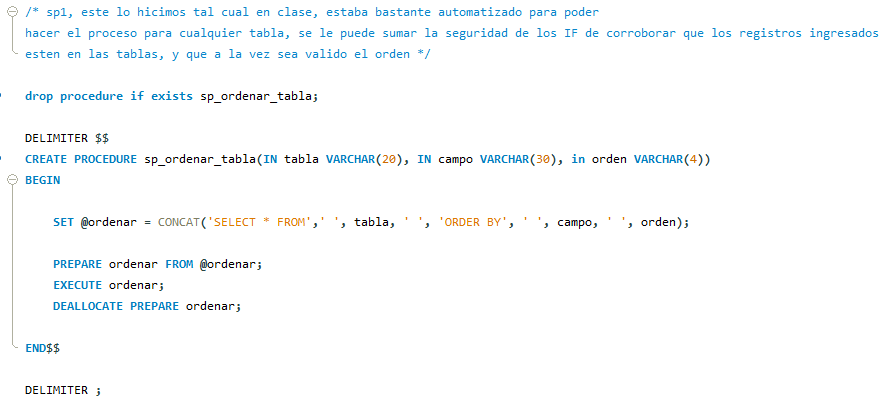 /* sp1, este lo hicimos tal cual en clase, estaba bastante automatizado para poder
hacer el proceso para cualquier tabla, se le puede sumar la seguridad de los IF de corroborar que los registros ingresados
esten en las tablas, y que a la vez sea valido el orden */
drop procedure if exists sp_ordenar_tabla;
DELIMITER $$
CREATE PROCEDURE sp_ordenar_tabla(IN tabla VARCHAR(20), IN campo VARCHAR(30), in orden VARCHAR(4))
BEGIN
SET @ordenar = CONCAT('SELECT * FROM',' ', tabla, ' ', 'ORDER BY', ' ', campo, ' ', orden);
PREPARE ordenar FROM @ordenar;
EXECUTE ordenar;
DEALLOCATE PREPARE ordenar;
END$$
DELIMITER ;